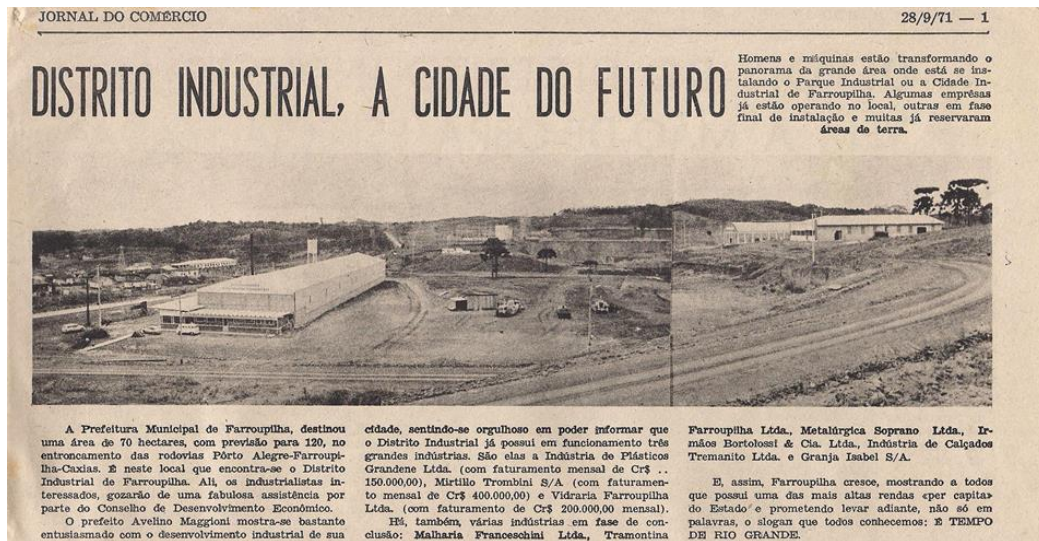 JORNAL DO COMÉRCIO
28/9/71 — 1
DISTRITO INDUSTRIAL, A CIDADE DO FUTURO
Homens e máquinas estão transformando o
panorama da grande área onde está se ins-
talando o Parque Industrial ou a Cidade In-
dustrial de Farroupilha. Algumas emprêsas
já estão operando no local, outras em fase
final de instalação e muitas já reservaram
áreas de terra.
A Prefeitura Municipal de Farroupilha, destinou
uma área de 70 hectares, com previsão para 120, no
entroncamento das rodovias Pôrto Alegre-Farroupi-
lha-Caxias. É neste local que encontra-se o Distrito
Industrial de Farroupilha. Ali, os industrialistas in-
teressados, gozarão de uma fabulosa assistência por
parte do Conselho de Desenvolvimento Econômico.
O prefeito Avelino Maggioni mostra-se bastante
entusiasmado com o desenvolvimento industrial de sua
cidade, sentindo-se orgulhoso em poder informar que
o Distrito Industrial já possui em funcionamento três
grandes indústrias. São elas a Indústria de Plásticos
Grandene Ltda. (com faturamento mensal de Cr$ ..
150.000,00), Mirtillo Trombini S/A (com faturamen-
to mensal de Cr$ 400.000,00) e Vidraria Farroupilha
Ltda. (com faturamento de Cr$ 200.000,00 mensal).
Há, também, várias indústrias em fase de con-
clusão: Malharia Franceschini Ltda., Tramontina
Farroupilha Ltda., Metalúrgica Soprano Ltda., Ir-
mãos Bortolossi & Cia. Ltda., Indústria de Calçados
Tremanito Ltda. e Granja Isabel S/A.
E, assim, Farroupilha cresce, mostrando a todos
que possui uma das mais altas rendas «per capita»
do Estado e prometendo levar adiante, não só em
palavras, o slogan que todos conhecemos: É TEMPO
DE RIO GRANDE.